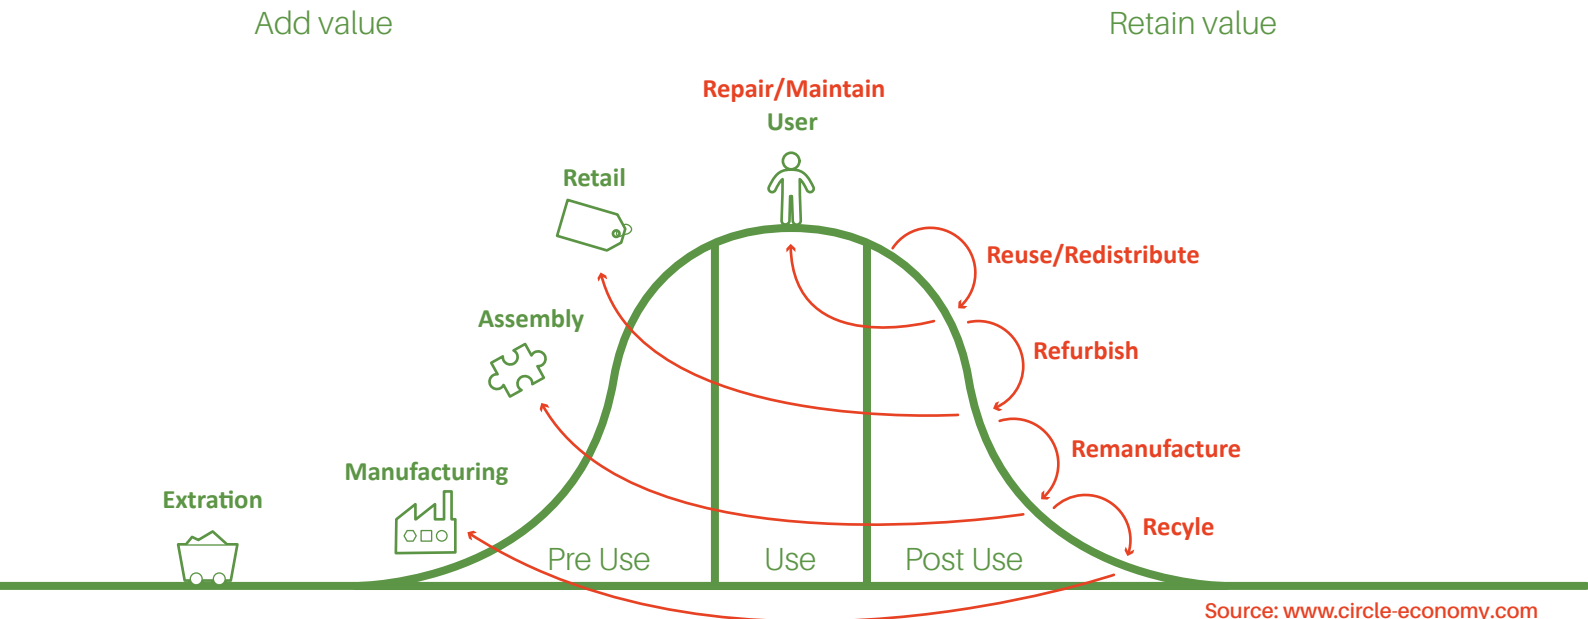 Add value
Retain value
Repair/Maintain
User
Retail
Reuse/Redistribute
Assembly
Refurbish
Manufacturing
Remanufacture
Extration
Recyle
Pre Use
Use
Post Use
Source: www.circle-economy.com